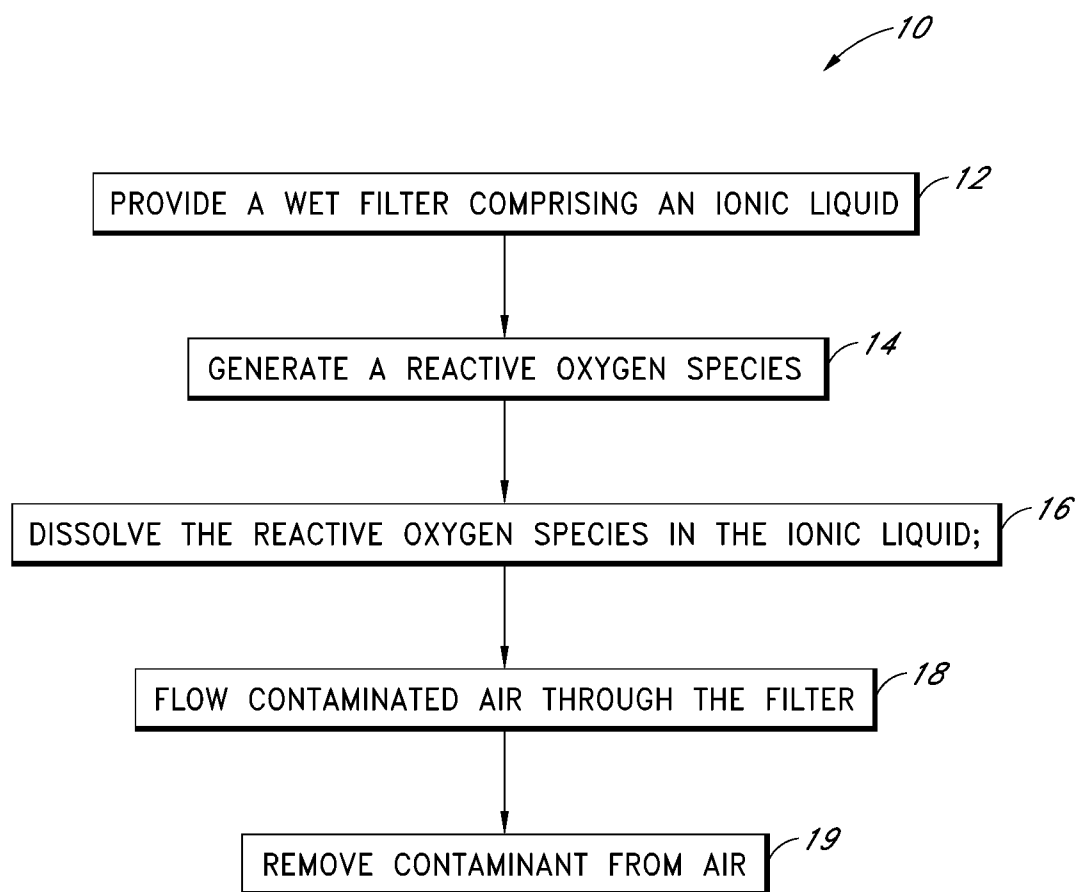 10
PROVIDE A WET FILTER COMPRISING AN IONIC LIQUID
12
GENERATE A REACTIVE OXYGEN SPECIES
14
DISSOLVE THE REACTIVE OXYGEN SPECIES IN THE IONIC LIQUID;
16
FLOW CONTAMINATED AIR THROUGH THE FILTER
18
REMOVE CONTAMINANT FROM AIR
19